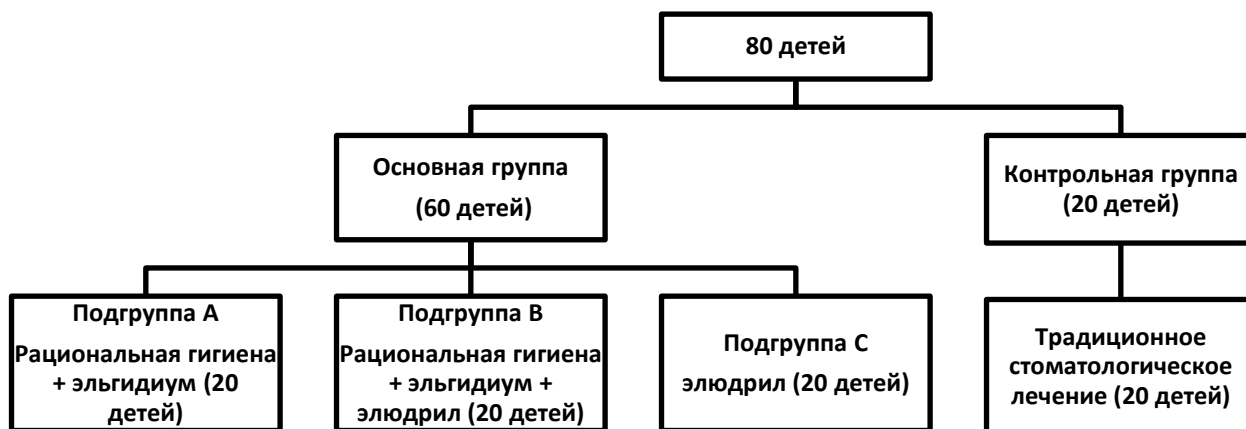 80 детей
Основная группа
(60 детей)
Контрольная группа
(20 детей)
Подгруппа А
Рациональная гигиена
+ эльгидиум (20
детей)
Подгруппа В
Рациональная гигиена
+ эльгидиум +
элюдрил (20 детей)
Подгруппа С
элюдрил (20 детей)
Традиционное
стоматологическое
лечение (20 детей)